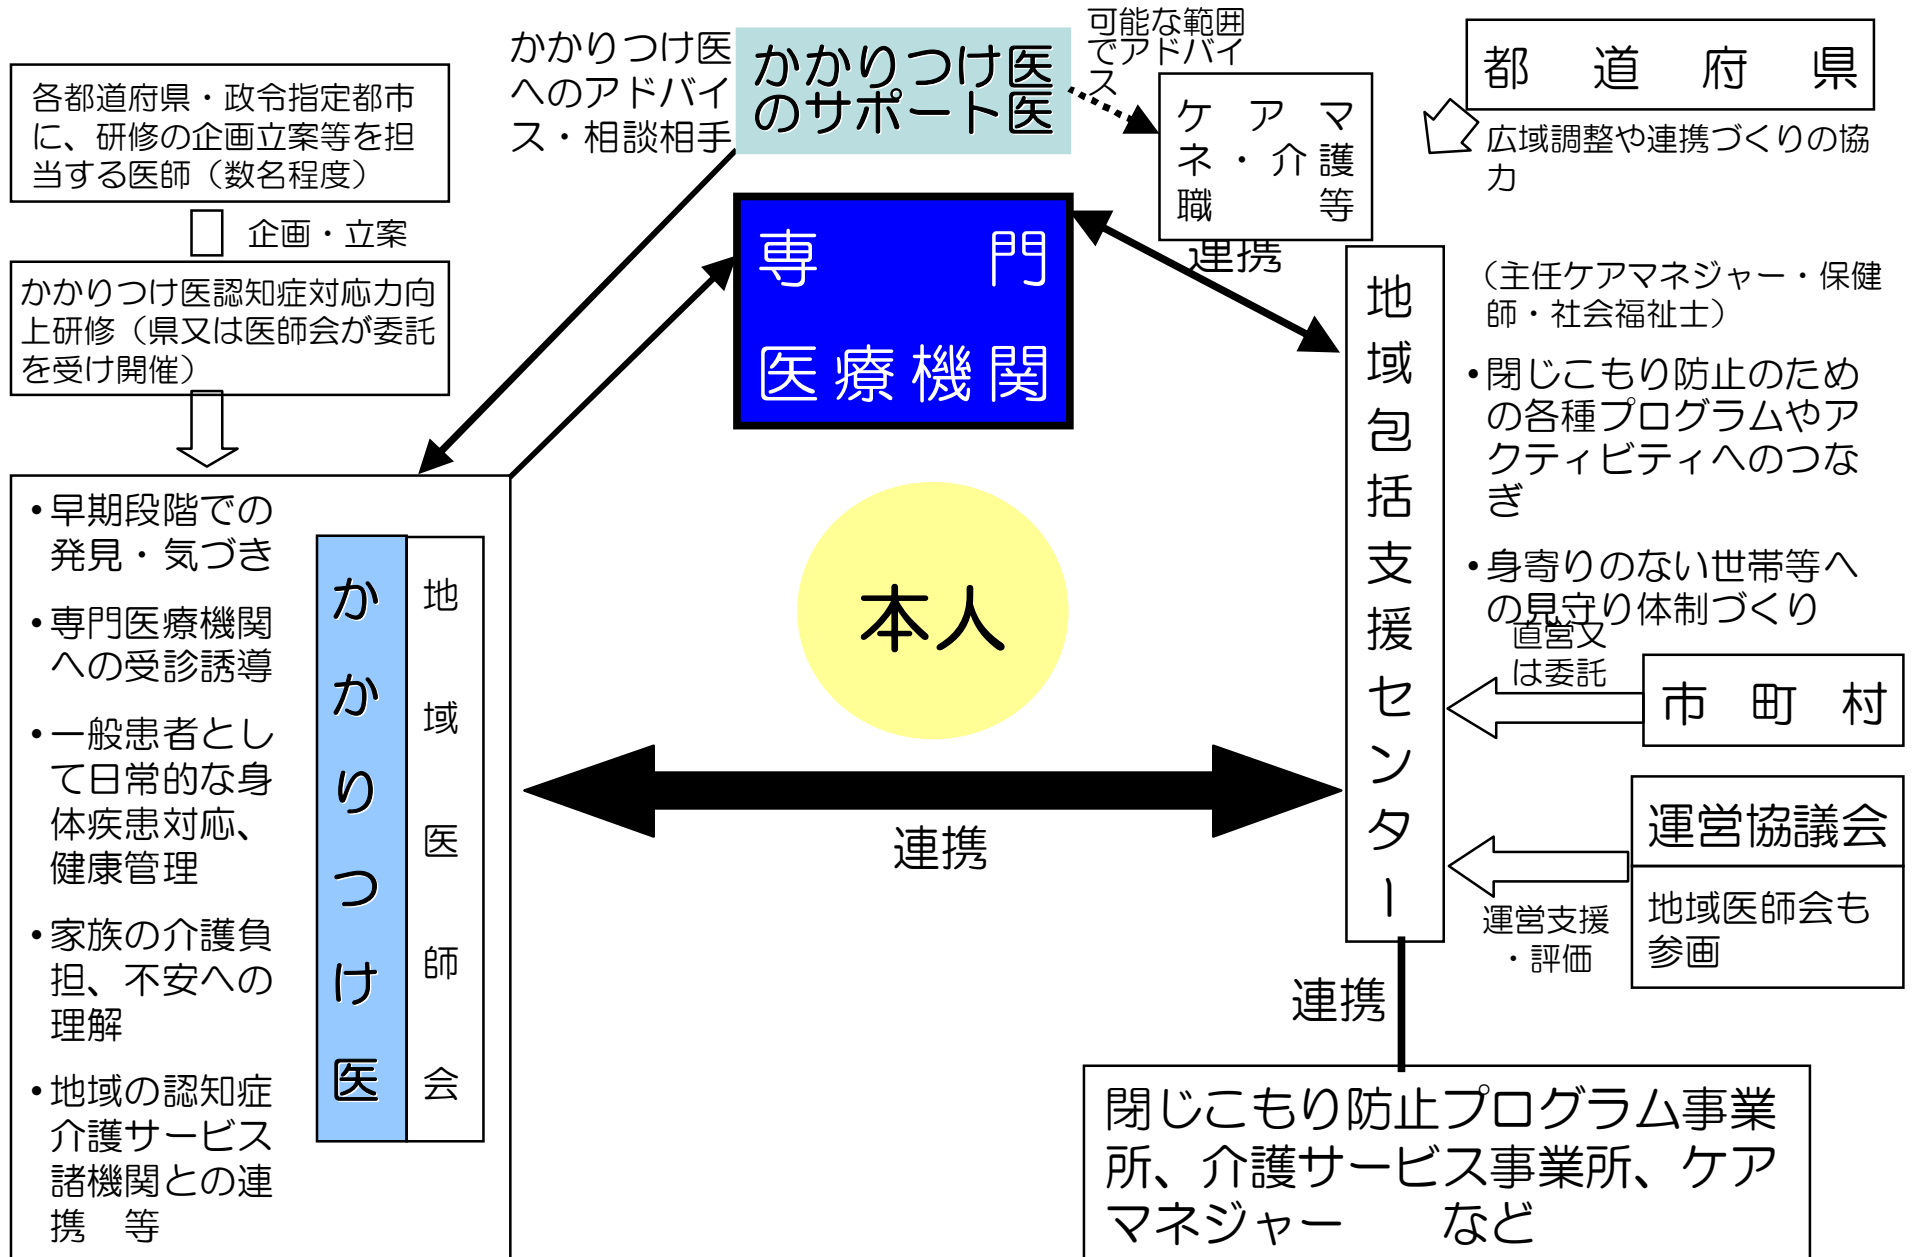 各都道府県・政令指定都市
に、研修の企画立案等を担
当する医師（数名程度）
企画・立案
かかりつけ医認知症対応力向
上研修（県又は医師会が委託
を受け開催）
かかりつけ医
へのアドバイ
ス・相談相手
かかりつけ医
のサポート医
可能な範囲
でアドバイ
ス
ケアマ
ネ・介護
職等
都道府県
広域調整や連携づくりの協
力
専門
医療機関
連携
地域包括支援センター
（主任ケアマネジャー・保健
師・社会福祉士）
•閉じこもり防止のため
の各種プログラムやア
クティビティへのつな
ぎ
•身寄りのない世帯等へ
の見守り体制づくり
直営又
は委託
市町村
運営協議会
地域医師会も
参画
運営支援
・評価
•早期段階での
発見・気づき
•専門医療機関
への受診誘導
•一般患者とし
て日常的な身
体疾患対応、
健康管理
•家族の介護負
担、不安への
理解
•地域の認知症
介護サービス
諸機関との連
携　等
かかりつけ医
地域医師会
本人
連携
連携
閉じこもり防止プログラム事業
所、介護サービス事業所、ケア
マネジャー　　など